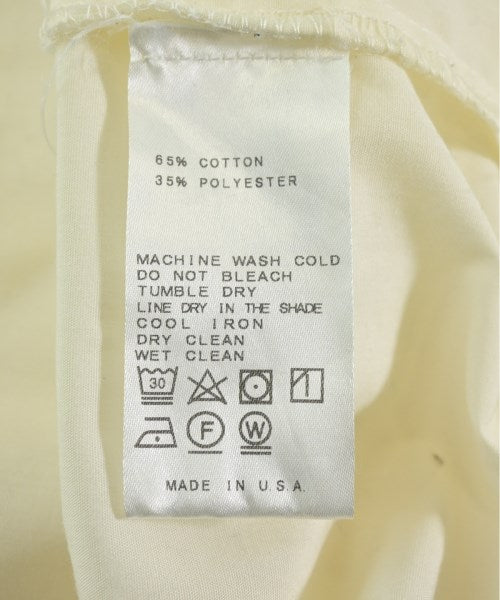 65% COTTON
35% POLYESTER
MACHINE WASH COLD
DO NOT BLEACH
TUMBLE DRY
LINE DRY IN THE SHADE
COOL IRON
DRY CLEAN
WET CLEAN
30
F W
MADE IN U.S.A.